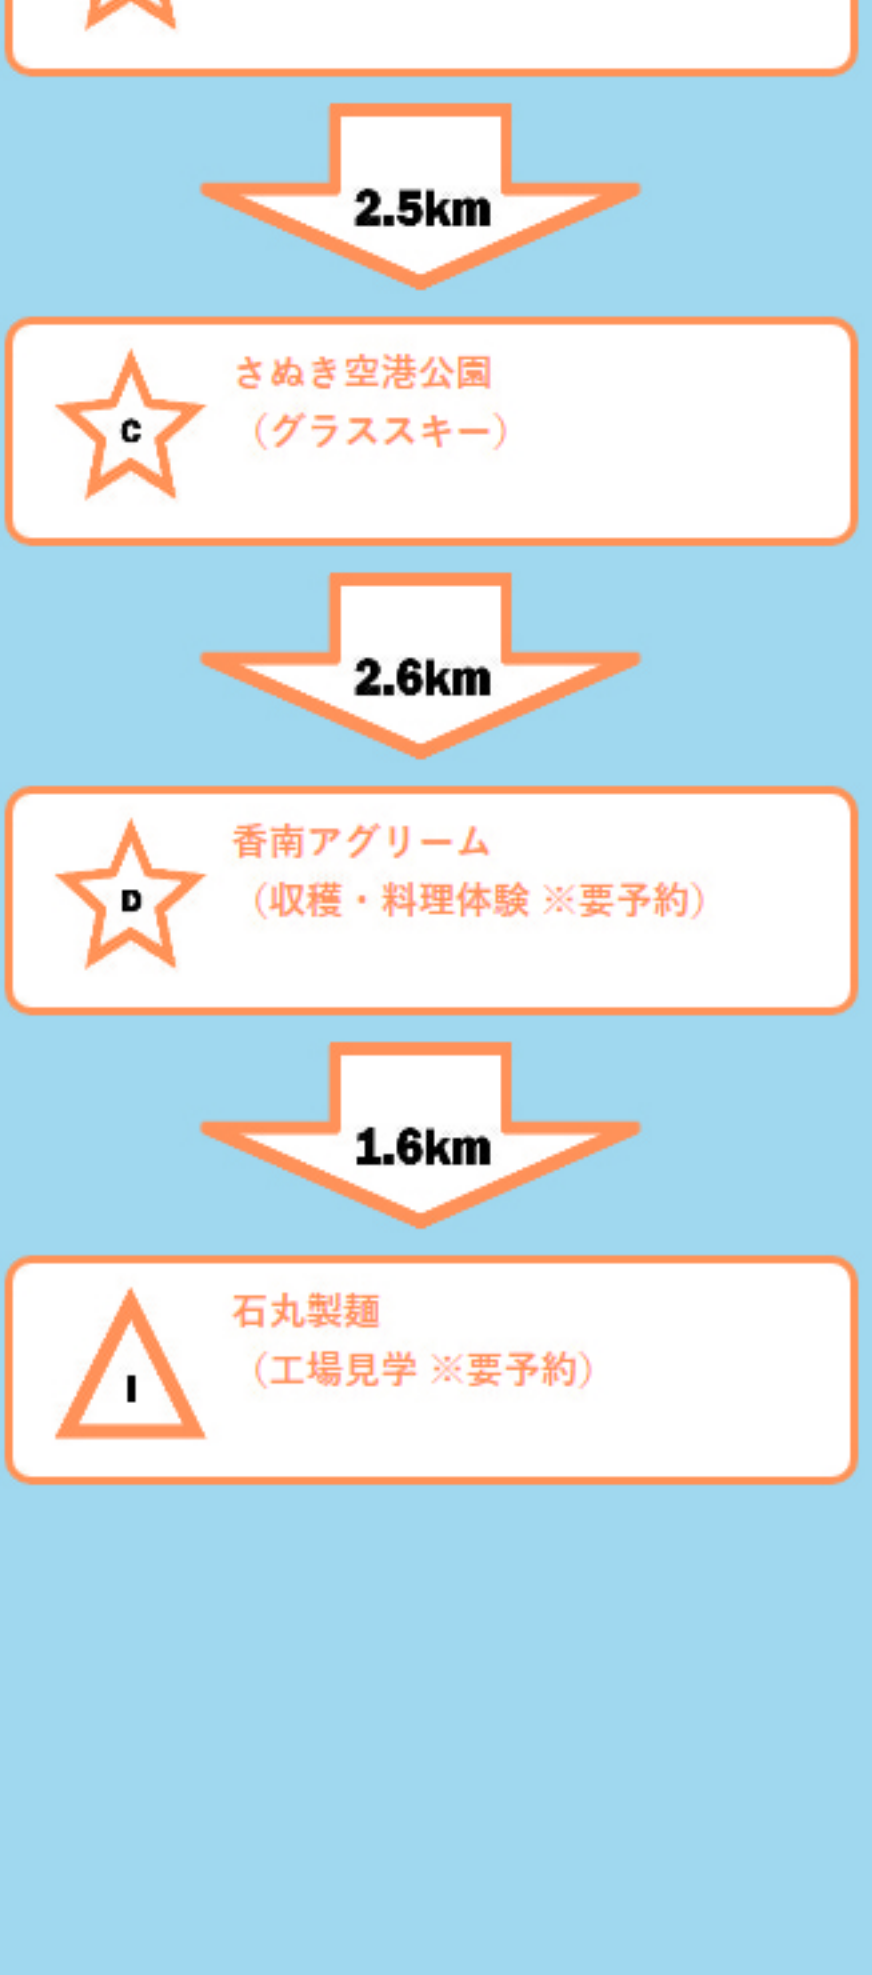 2.5km
C
さぬき空港公園
（グラススキー）
2.6km
D
香南アグリーム
（収穫・料理体験 ※要予約）
1.6km
I
石丸製麺
（工場見学 ※要予約）